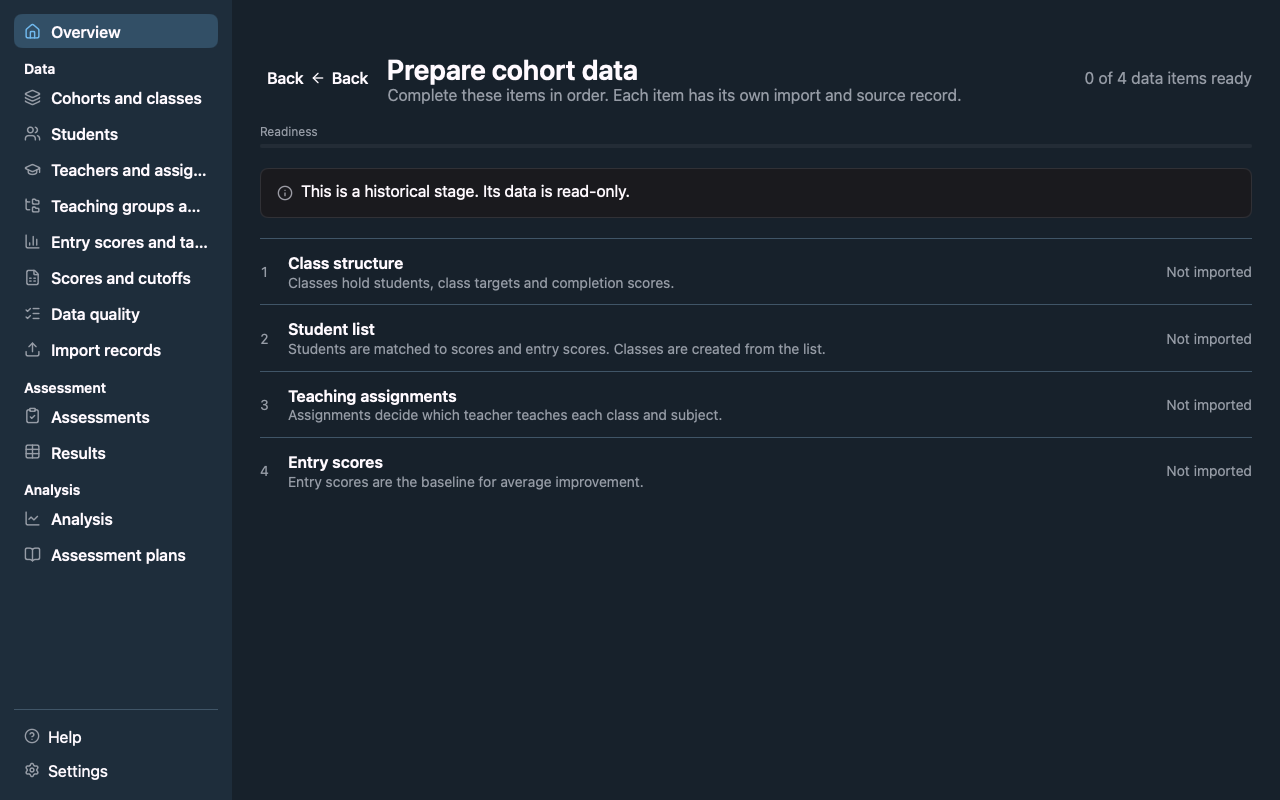 Overview
Data
Cohorts and classes
Students
Teachers and assig...
Teaching groups a...
Entry scores and ta...
Scores and cutoffs
Data quality
Import records
Assessment
Assessments
Results
Analysis
Analysis
Assessment plans
Help
Settings
Back ← Back
Prepare cohort data
Complete these items in order. Each item has its own import and source record.
0 of 4 data items ready
Readiness
This is a historical stage. Its data is read-only.
1
Class structure
Classes hold students, class targets and completion scores.
Not imported
2
Student list
Students are matched to scores and entry scores. Classes are created from the list.
Not imported
3
Teaching assignments
Assignments decide which teacher teaches each class and subject.
Not imported
4
Entry scores
Entry scores are the baseline for average improvement.
Not imported